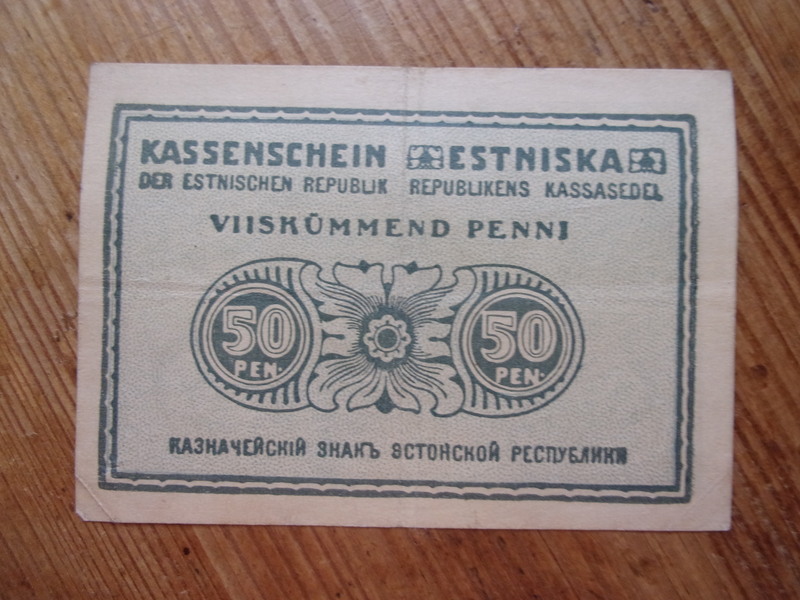 KASSENSCHEIN ESTNISKA
DER ESTNISCHEN REPUBLIK REPUBLIKENS KASSASEDEL
VIISKÜMMEND PENNI
50 50
PEN. PEN.
КАЗНАЧЕЙСКІЙ ЗНАКЪ ЭСТОНСКОЙ РЕСПУБЛИКИ